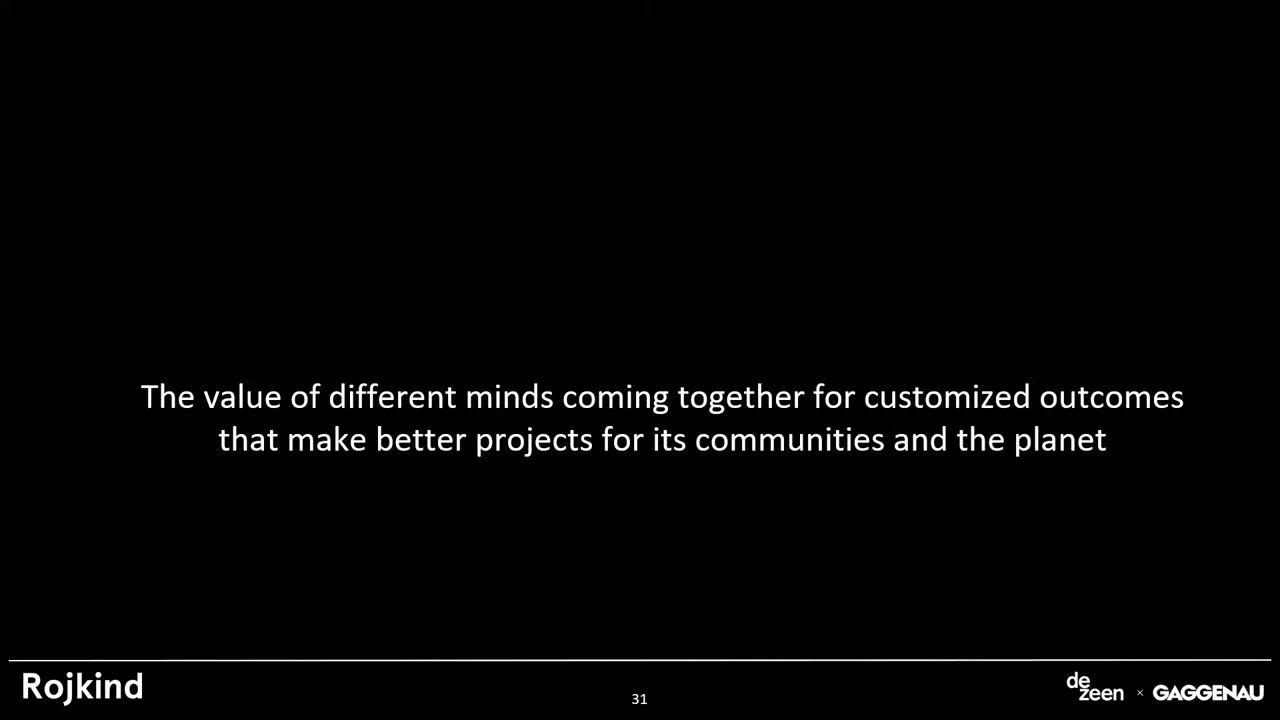 The value of different minds coming together for customized outcomes
that make better projects for its communities and the planet
Rojkind
31
de
zeen × GAGGENAU